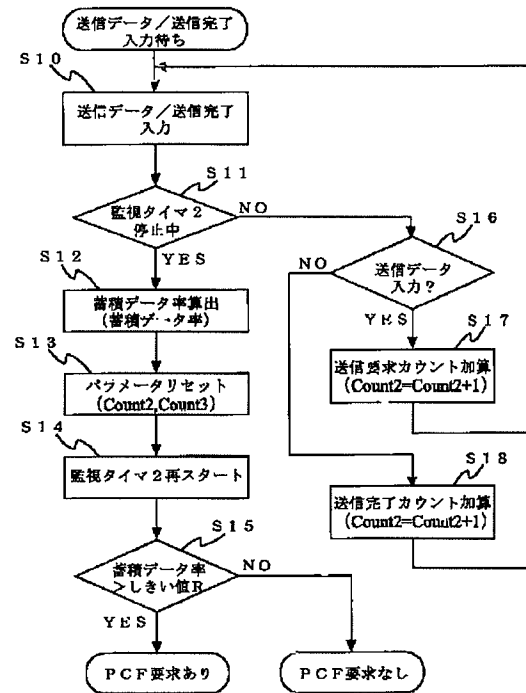 送信データ/送信完了
入力待ち
S10
送信データ/送信完了
入力
S11
監視タイマ2
停止中
NO
YES
S12
蓄積データ率算出
(蓄積データ率)
S13
パラメータリセット
(Count2,Count3)
S14
監視タイマ2再スタート
S15
蓄積データ率
>しきい値R
NO
YES
PCF要求あり
PCF要求なし
S16
送信データ
入力?
NO
YES
S17
送信要求カウント加算
(Count2=Count2+1)
S18
送信完了カウント加算
(Count2=Count2+1)